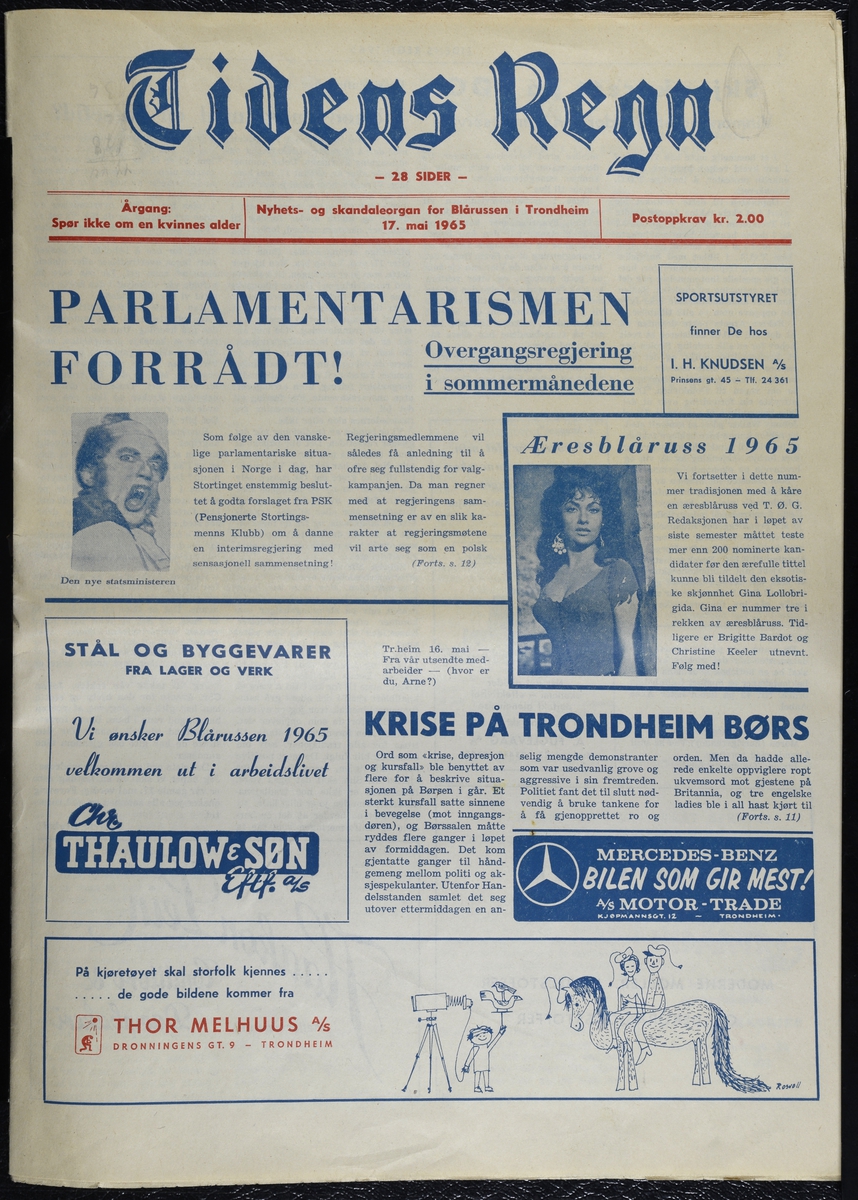 Tidens Regn
— 28 SIDER —
Årgang:
Spør ikke om en kvinnes alder
Nyhets- og skandaleorgan for Blårussen i Trondheim
17. mai 1965
Postoppkrav kr. 2.00
PARLAMENTARISMEN
FORRÅDT!
Overgangsregjering
i sommermånedene
SPORTSUTSTYRET
finner De hos
I. H. KNUDSEN A/S
Prinsens gt. 45 – Tlf. 24 361
Den nye statsministeren
Som følge av den vanske-
lige parlamentariske situa-
sjonen i Norge i dag, har
Stortinget enstemmig beslut-
tet å godta forslaget fra PSK
(Pensjonerte Stortings-
menns Klubb) om å danne
en interimsregjering med
sensasjonell sammensetning!
Regjeringsmedlemmene vil
således få anledning til å
ofre seg fullstendig for valg-
kampanjen. Da man regner
med at regjeringens sam-
mensetning er av en slik ka-
rakter at regjeringsmøtene
vil arte seg som en polsk
(Forts. s. 12)
Æresblåruss 1965
Vi fortsetter i dette num-
mer tradisjonen med å kåre
en æresblåruss ved T. Ø. G.
Redaksjonen har i løpet av
siste semester måttet teste
mer enn 200 nominerte kan-
didater før den ærefulle tittel
kunne bli tildelt den eksotis-
ke skjønnhet Gina Lollobri-
gida. Gina er nummer tre i
rekken av æresblåruss. Tid-
ligere er Brigitte Bardot og
Christine Keeler utnevnt.
Følg med!
STÅL OG BYGGEVARER
FRA LAGER OG VERK
Vi ønsker Blårussen 1965
velkommen ut i arbeidslivet
Chr.
THAULOW & SØN
Eftf. a/s
Tr.heim 16. mai —
Fra vår utsendte med-
arbeider — (hvor er
du, Arne?)
KRISE PÅ TRONDHEIM BØRS
Ord som «krise, depresjon
og kursfall» ble benyttet av
flere for å beskrive situa-
sjonen på Børsen i går. Et
sterkt kursfall satte sinnene
i bevegelse (mot inngangs-
døren), og Børssalen måtte
ryddes flere ganger i løpet
av formiddagen. Det kom
gjentatte ganger til hånd-
gemeng mellom politi og ak-
sjespekulanter. Utenfor Han-
delsstanden samlet det seg
utover ettermiddagen en an-
selig mengde demonstranter
som var usedvanlig grove og
aggressive i sin fremtreden.
Politiet fant det til slutt nød-
vendig å bruke tankene for
å få gjenopprettet ro og
orden. Men da hadde alle-
rede enkelte oppviglere ropt
ukvemsord mot gjestene på
Britannia, og tre engelske
ladies ble i all hast kjørt til
(Forts. s. 11)
MERCEDES-BENZ
BILEN SOM GIR MEST!
A/S MOTOR-TRADE
KJØPMANNSGT. 12 – TRONDHEIM
På kjøretøyet skal storfolk kjennes .....
..... de gode bildene kommer fra
THOR MELHUUS A/S
DRONNINGENS GT. 9 – TRONDHEIM